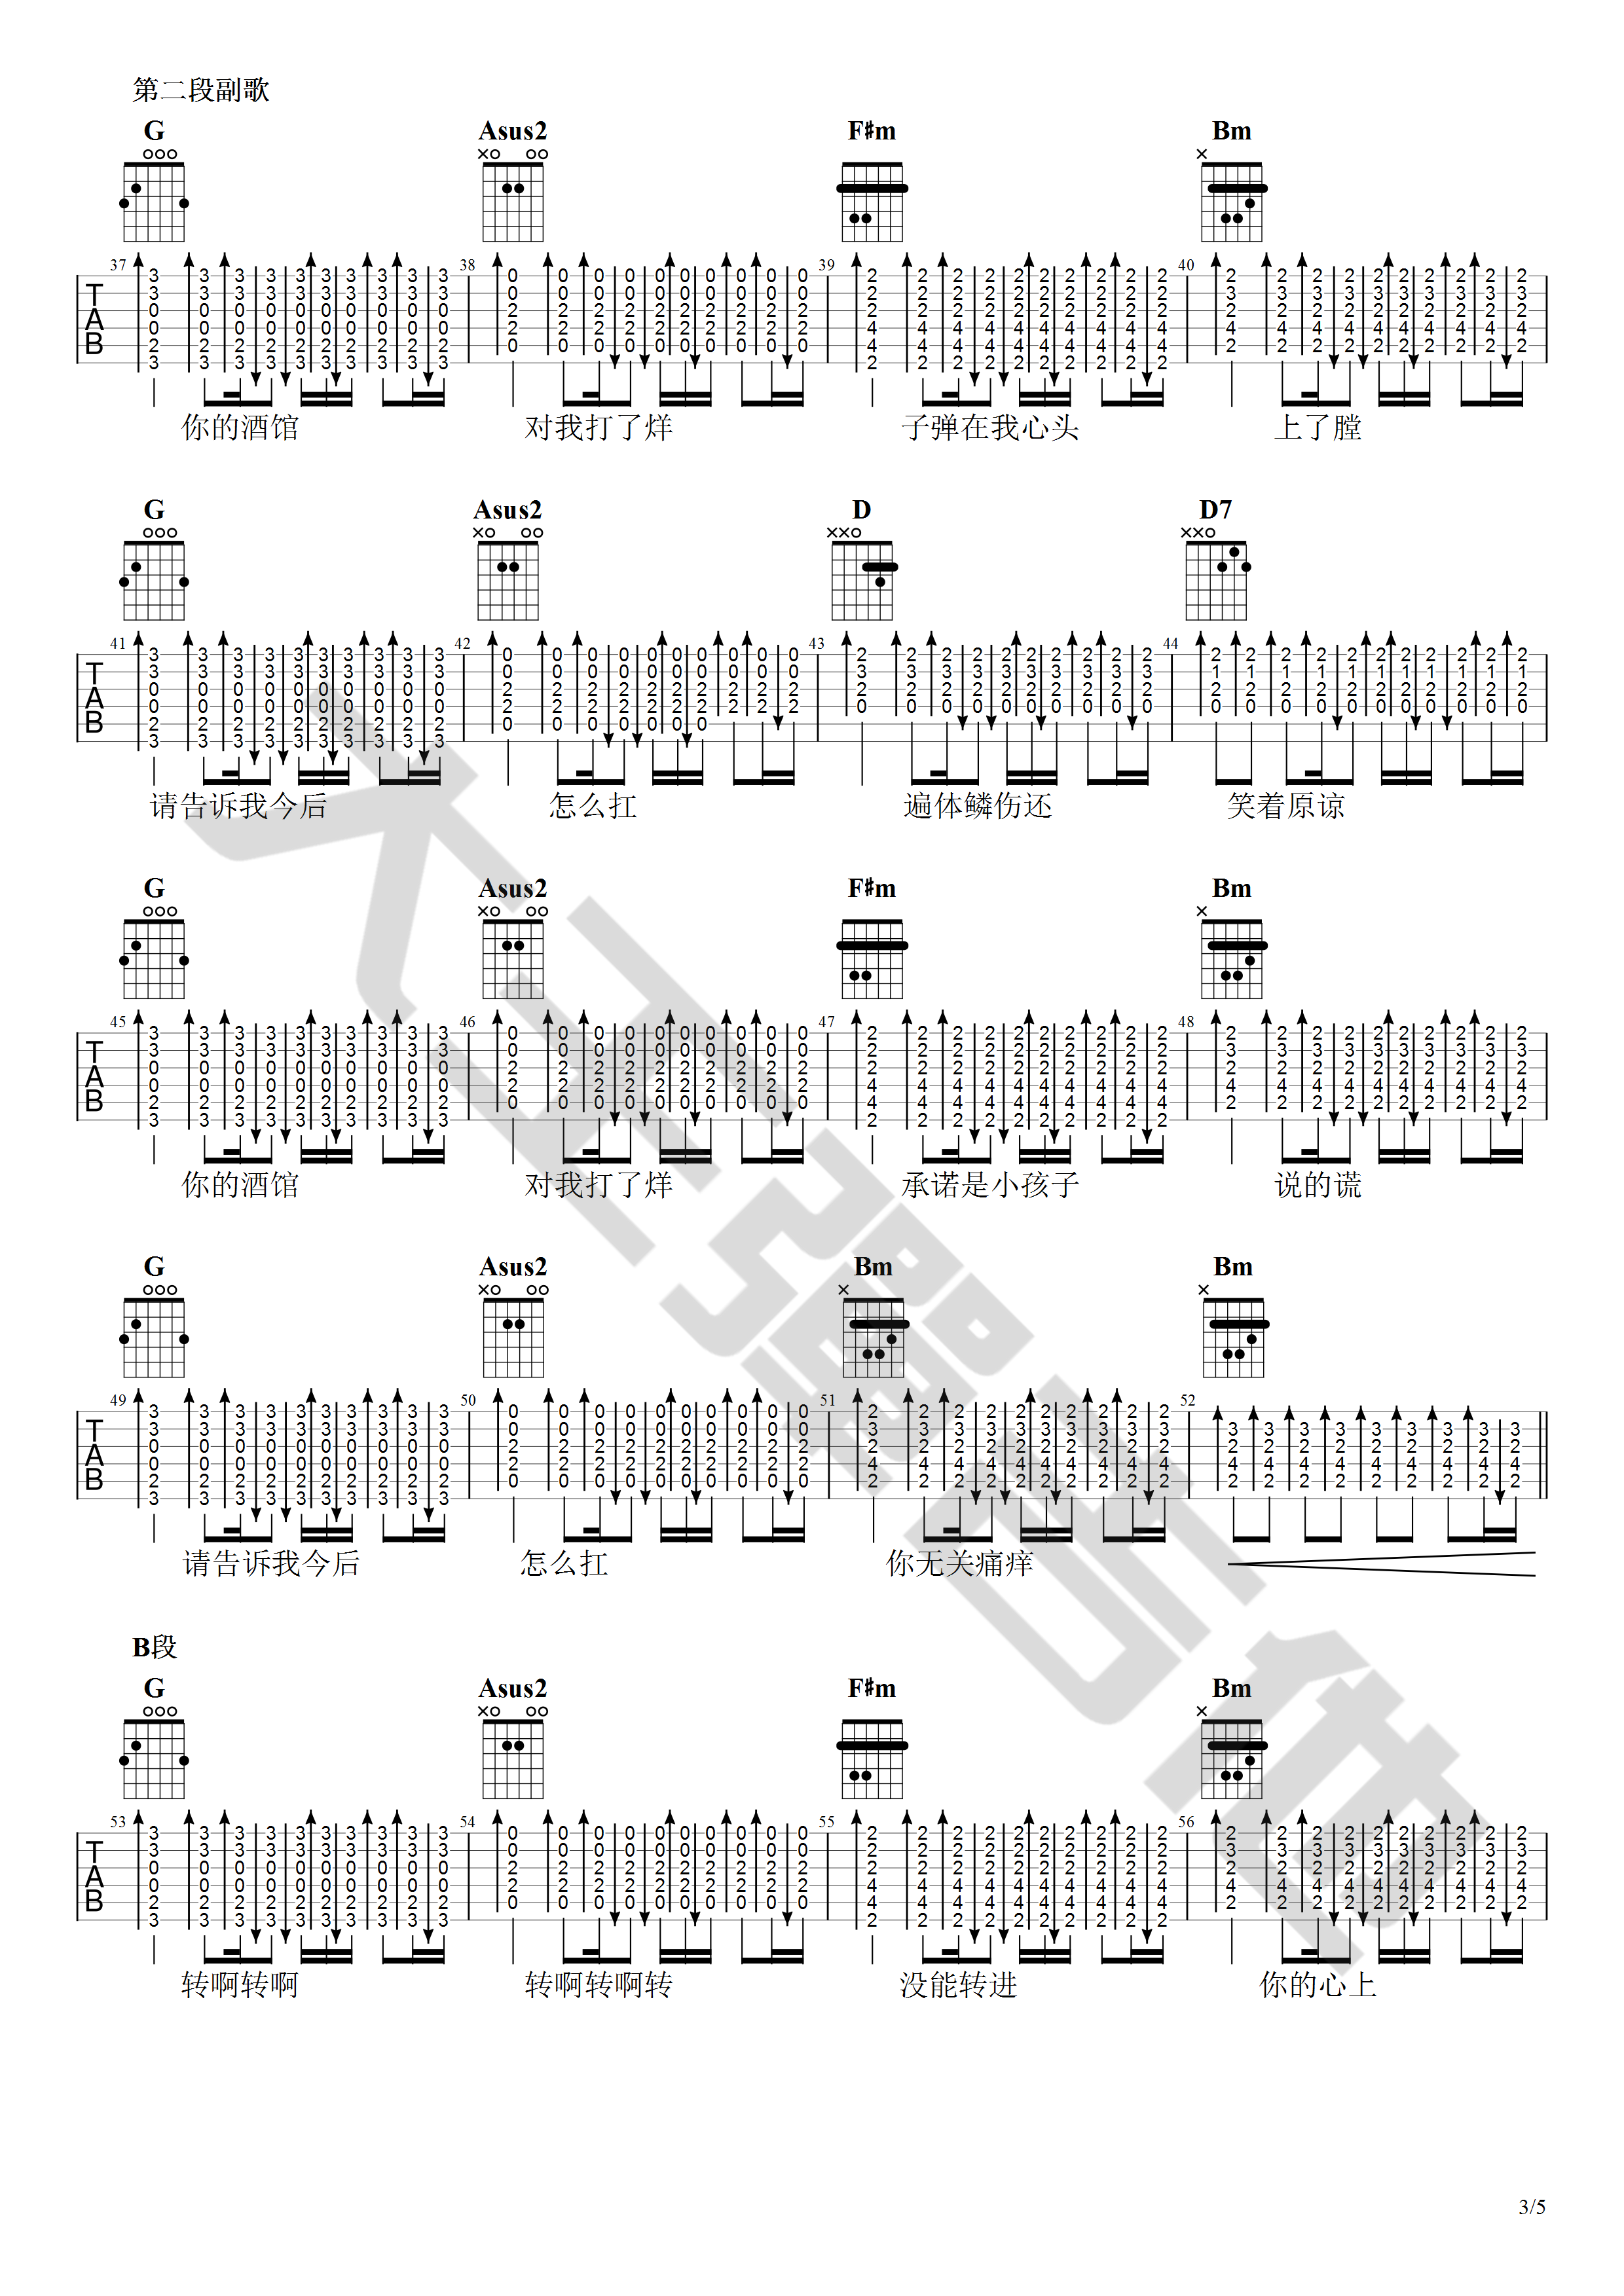 第二段副歌
G Asus2 F♯m Bm
37 38 39 40
你的酒馆 对我打了烊 子弹在我心头 上了膛
G Asus2 D D7
41 42 43 44
请告诉我今后 怎么扛 遍体鳞伤还 笑着原谅
G Asus2 F♯m Bm
45 46 47 48
你的酒馆 对我打了烊 承诺是小孩子 说的谎
G Asus2 Bm Bm
49 50 51 52
请告诉我今后 怎么扛 你无关痛痒
B段
G Asus2 F♯m Bm
53 54 55 56
转啊转啊 转啊转啊转 没能转进 你的心上
3/5
大王彈吉他